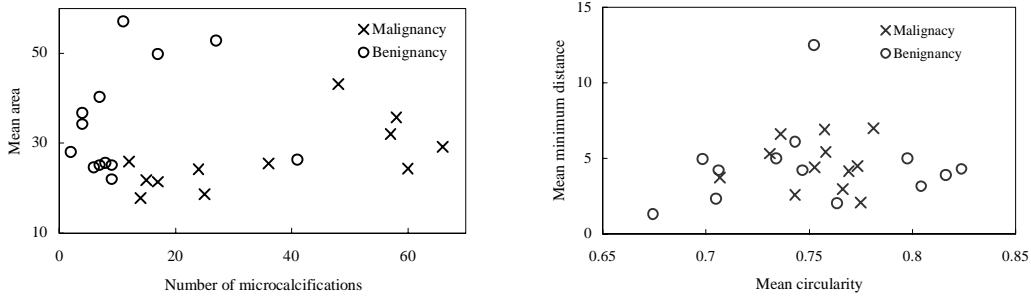 Malignancy
Benignancy
50
30
10
Mean area
0 20 40 60
Number of microcalcifications
15
10
5
0
Mean minimum distance
Malignacy
Benignancy
0.65 0.7 0.75 0.8 0.85
Mean circularity